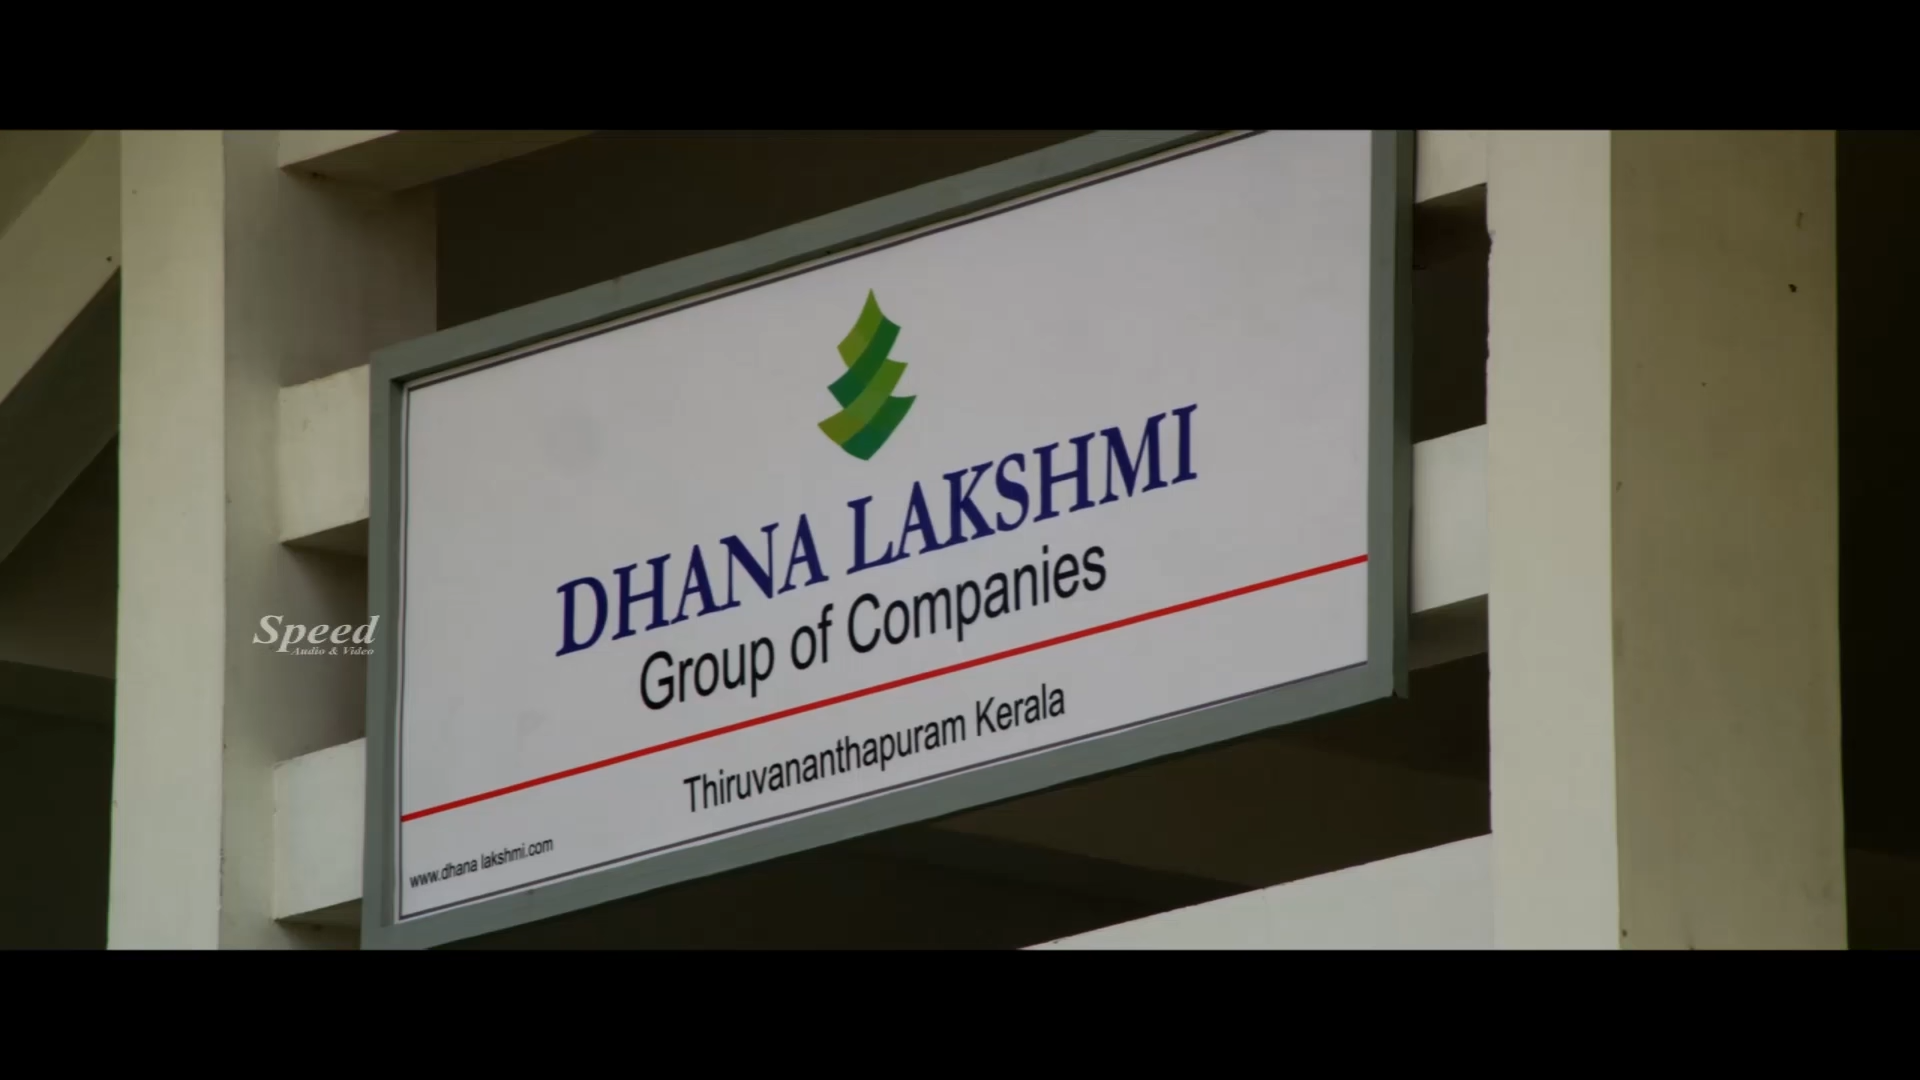 DHANA LAKSHMI
Group of Companies
Thiruvananthapuram Kerala
www.dhana lakshmi.com
Speed
Audio & Video